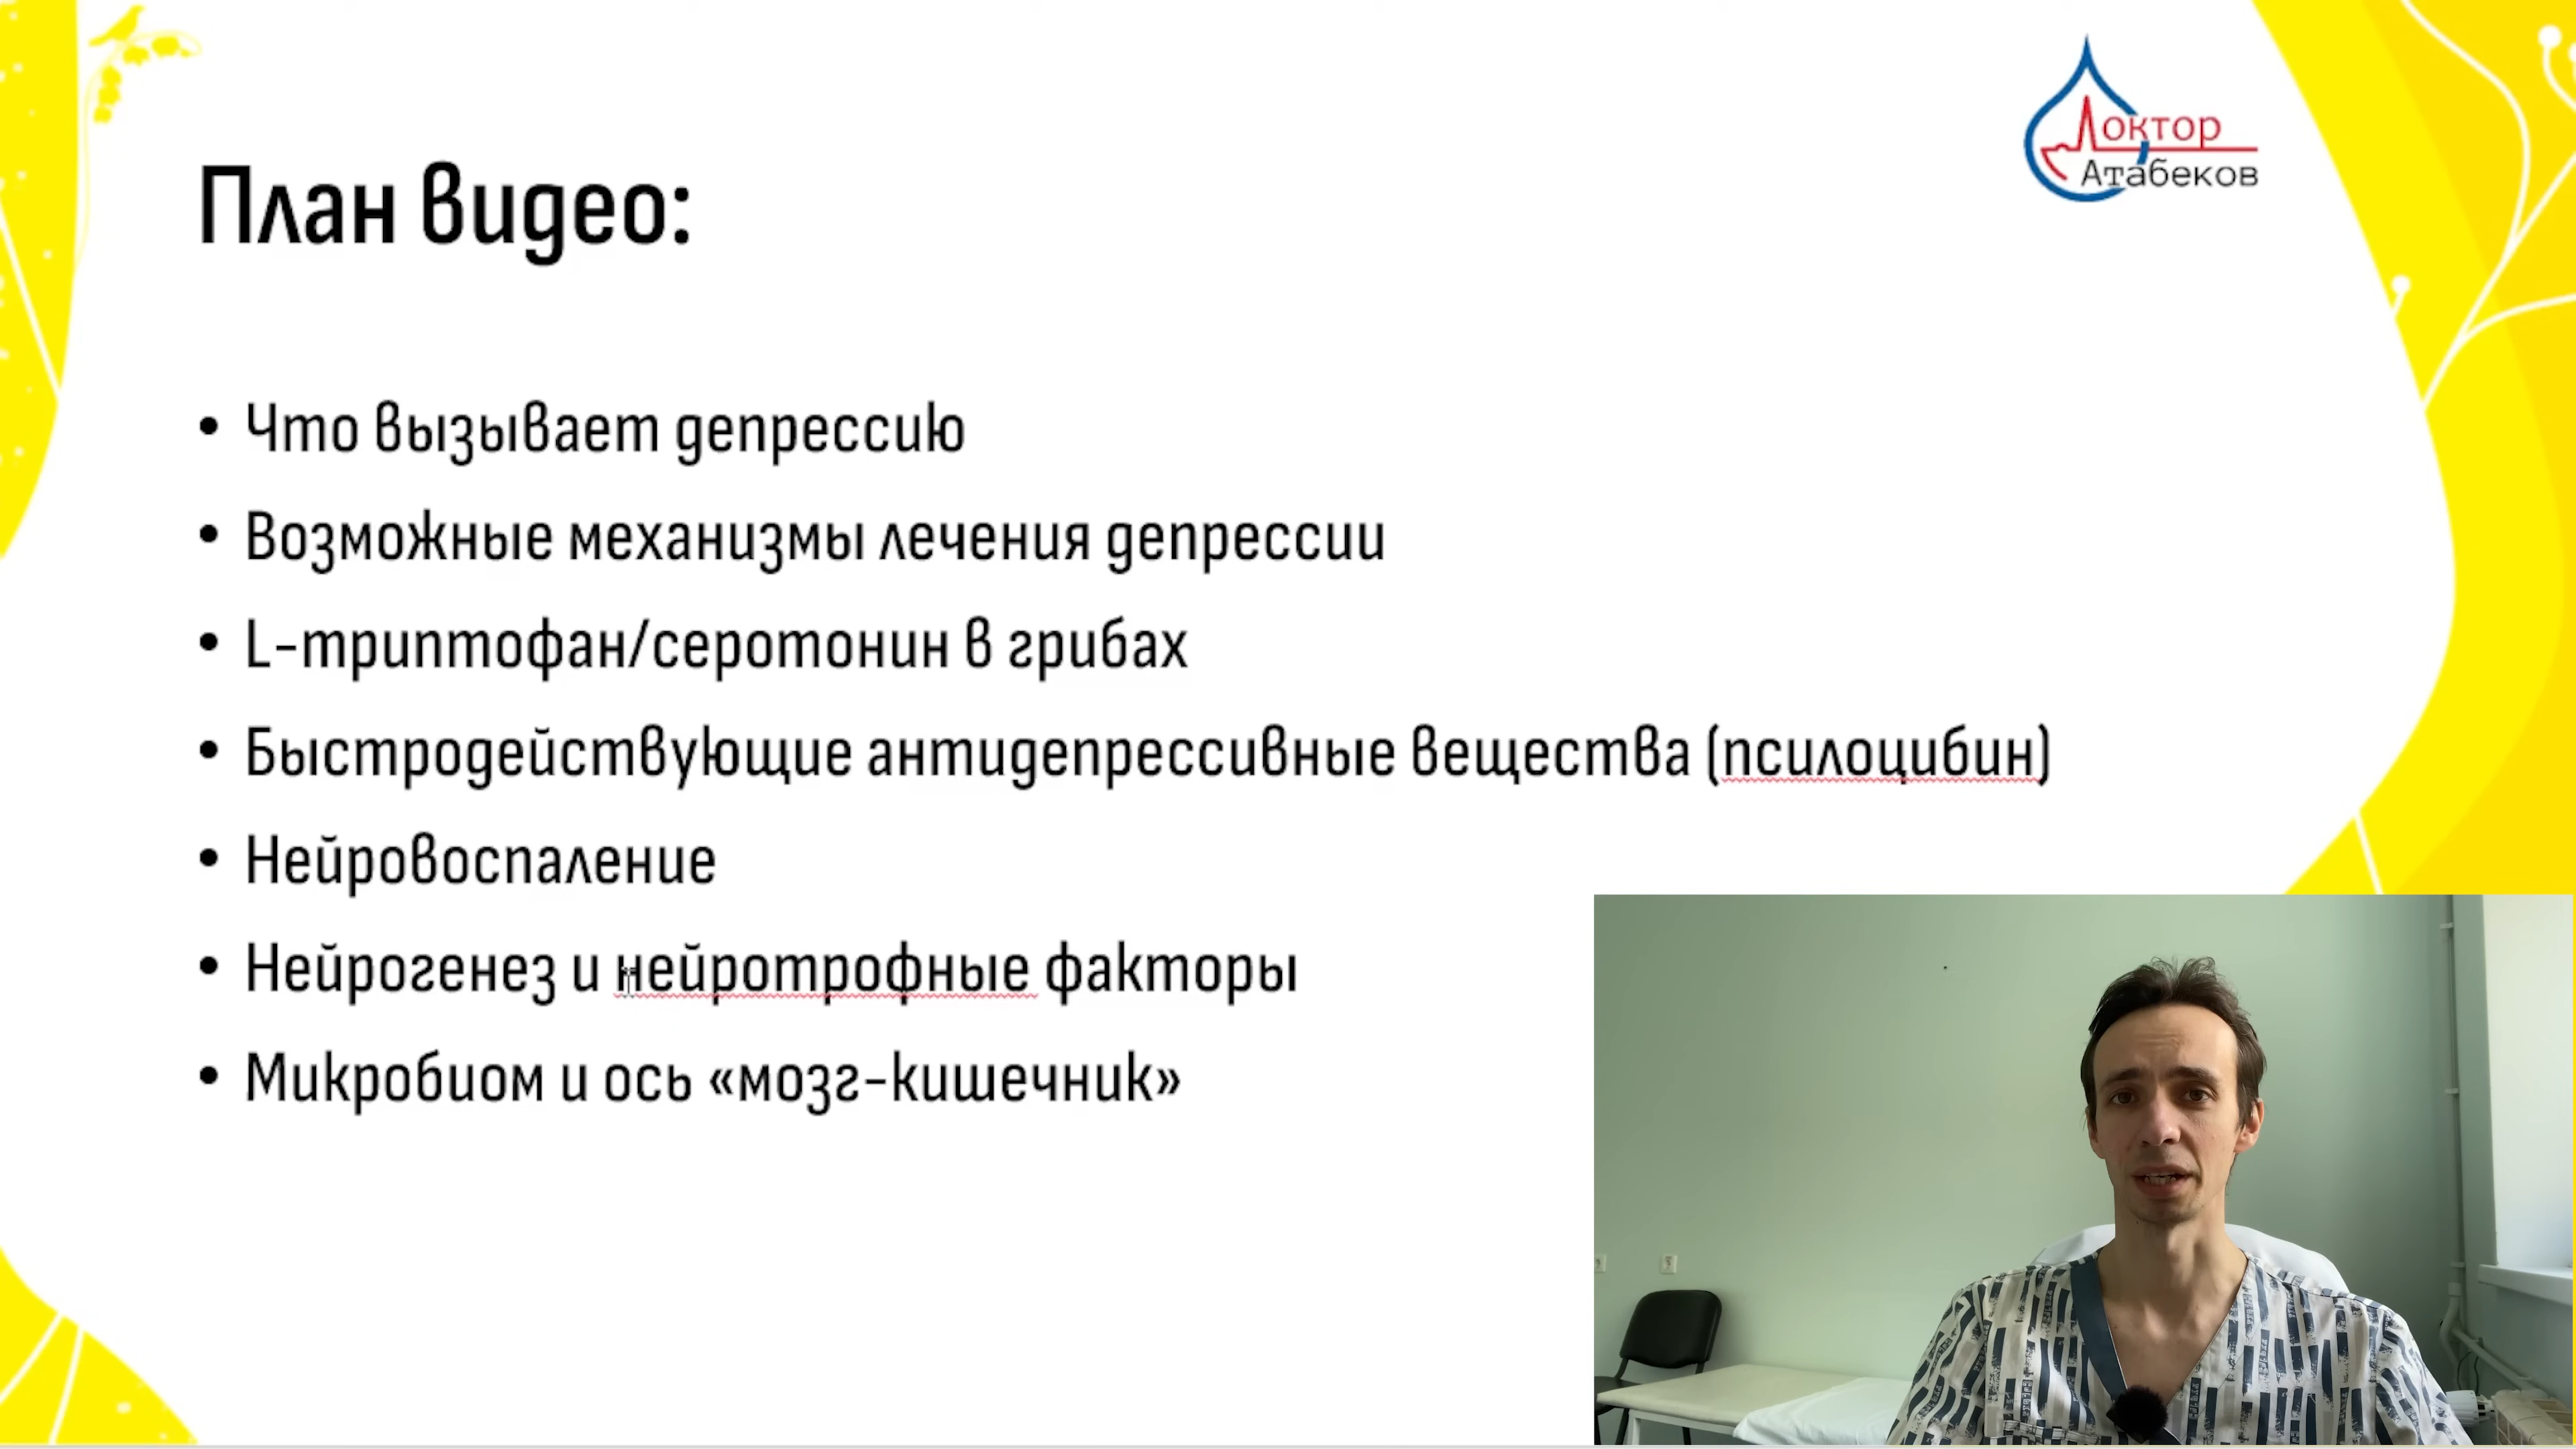 Доктор
Атабеков
План видео:
• Что вызывает депрессию
• Возможные механизмы лечения депрессии
• L-триптофан/серотонин в грибах
• Быстродействующие антидепрессивные вещества (псилоцибин)
• Нейровоспаление
• Нейрогенез и нейротрофные факторы
• Микробиом и ось «мозг-кишечник»